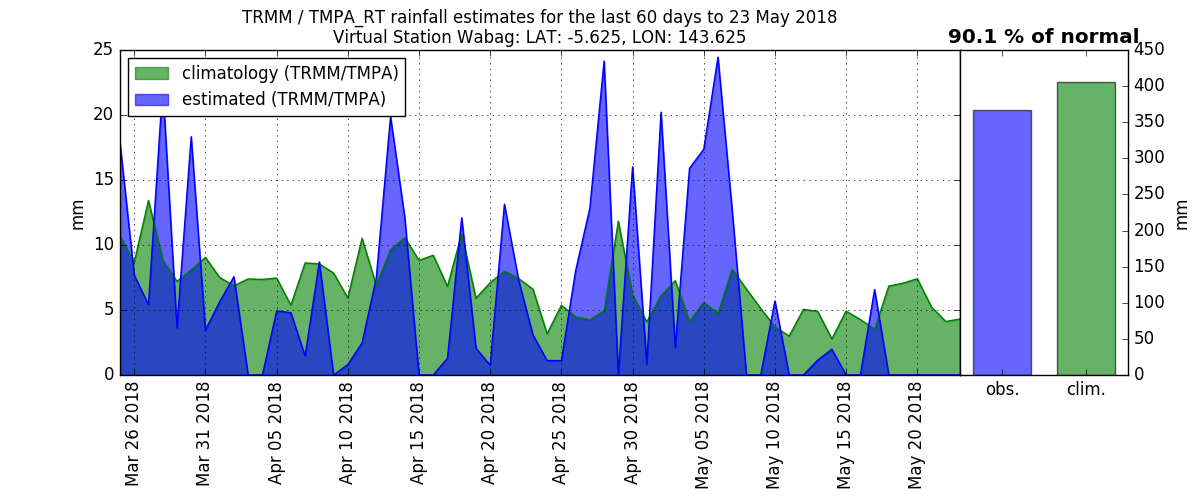 TRMM / TMPA_RT rainfall estimates for the last 60 days to 23 May 2018
Virtual Station Wabag: LAT: -5.625, LON: 143.625
90.1 % of normal
climatology (TRMM/TMPA)
estimated (TRMM/TMPA)
25
20
15
10
5
0
mm
450
400
350
300
250
200
150
100
50
0
mm
Mar 26 2018
Mar 31 2018
Apr 05 2018
Apr 10 2018
Apr 15 2018
Apr 20 2018
Apr 25 2018
Apr 30 2018
May 05 2018
May 10 2018
May 15 2018
May 20 2018
obs.
clim.